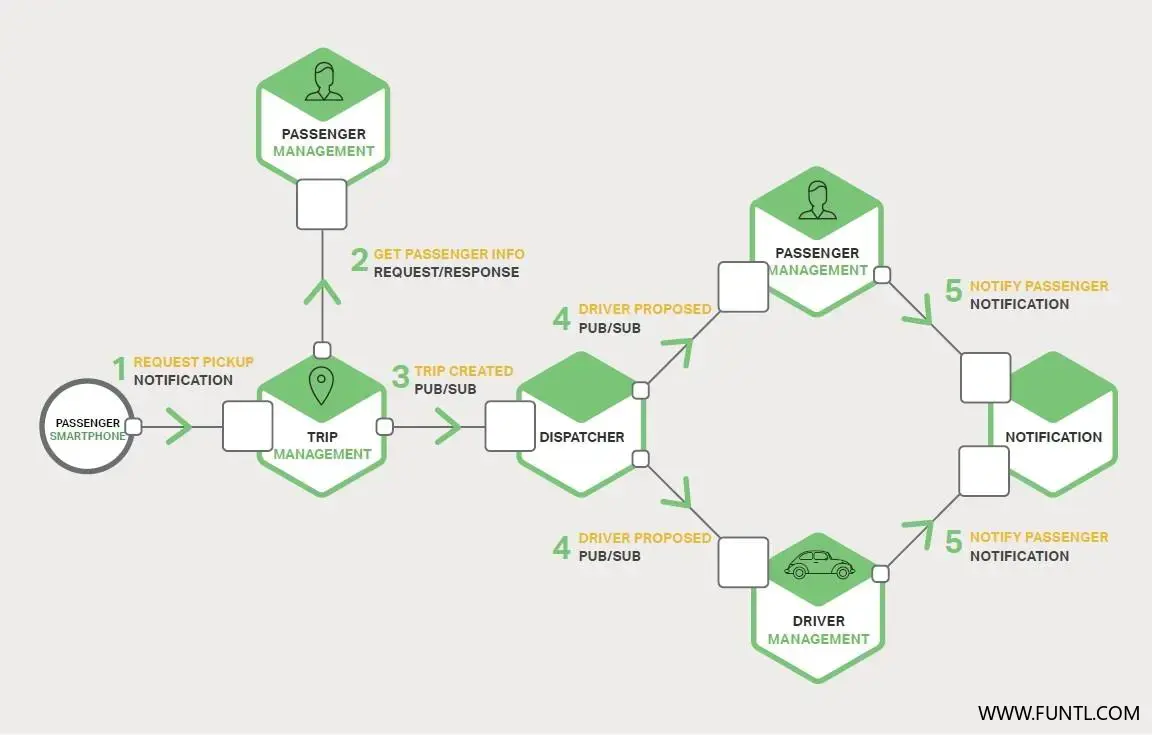 PASSENGER
MANAGEMENT
2 GET PASSENGER INFO
REQUEST/RESPONSE
1 REQUEST PICKUP
NOTIFICATION
PASSENGER
SMARTPHONE
TRIP
MANAGEMENT
3 TRIP CREATED
PUB/SUB
DISPATCHER
4 DRIVER PROPOSED
PUB/SUB
PASSENGER
MANAGEMENT
5 NOTIFY PASSENGER
NOTIFICATION
4 DRIVER PROPOSED
PUB/SUB
DRIVER
MANAGEMENT
5 NOTIFY PASSENGER
NOTIFICATION
NOTIFICATION
WWW.FUNTL.COM